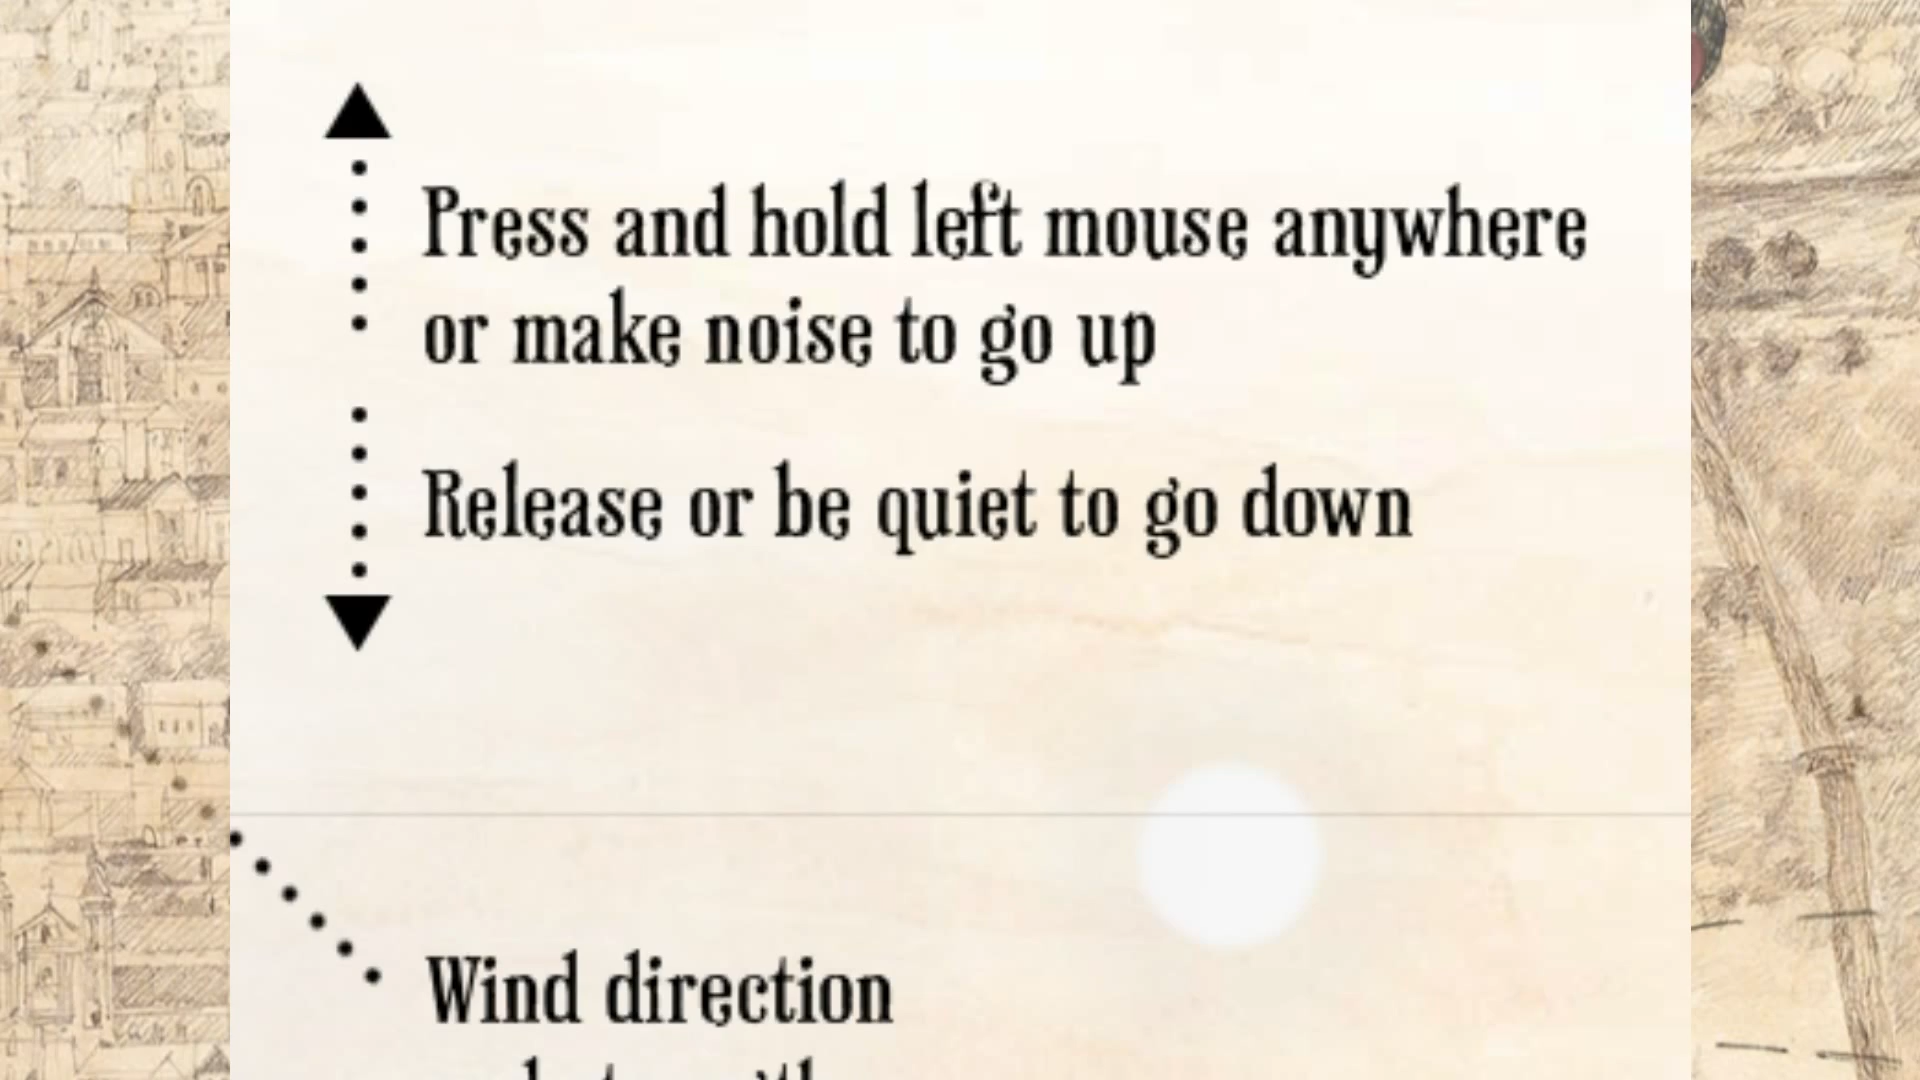 Press and hold left mouse anywhere
or make noise to go up
Release or be quiet to go down
Wind direction